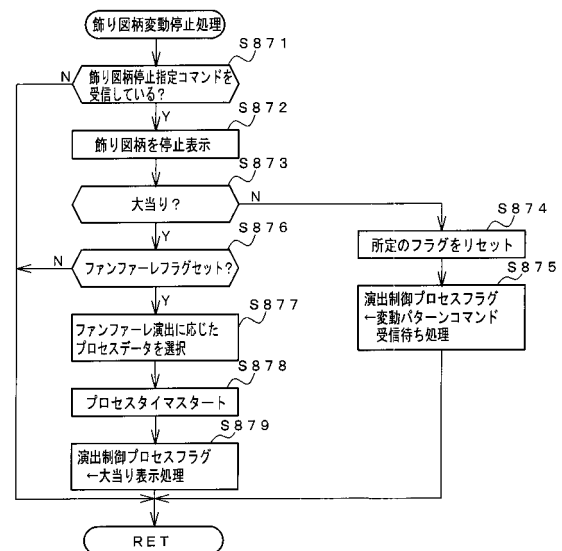 飾り図柄変動停止処理
S871
飾り図柄停止指定コマンドを
受信している?
N
Y
S872
飾り図柄を停止表示
S873
大当り?
N
Y
S874
所定のフラグをリセット
S875
演出制御プロセスフラグ
←変動パターンコマンド
受信待ち処理
S876
ファンファーレフラグセット?
N
Y
S877
ファンファーレ演出に応じた
プロセスデータを選択
S878
プロセスタイマスタート
S879
演出制御プロセスフラグ
←大当り表示処理
RET